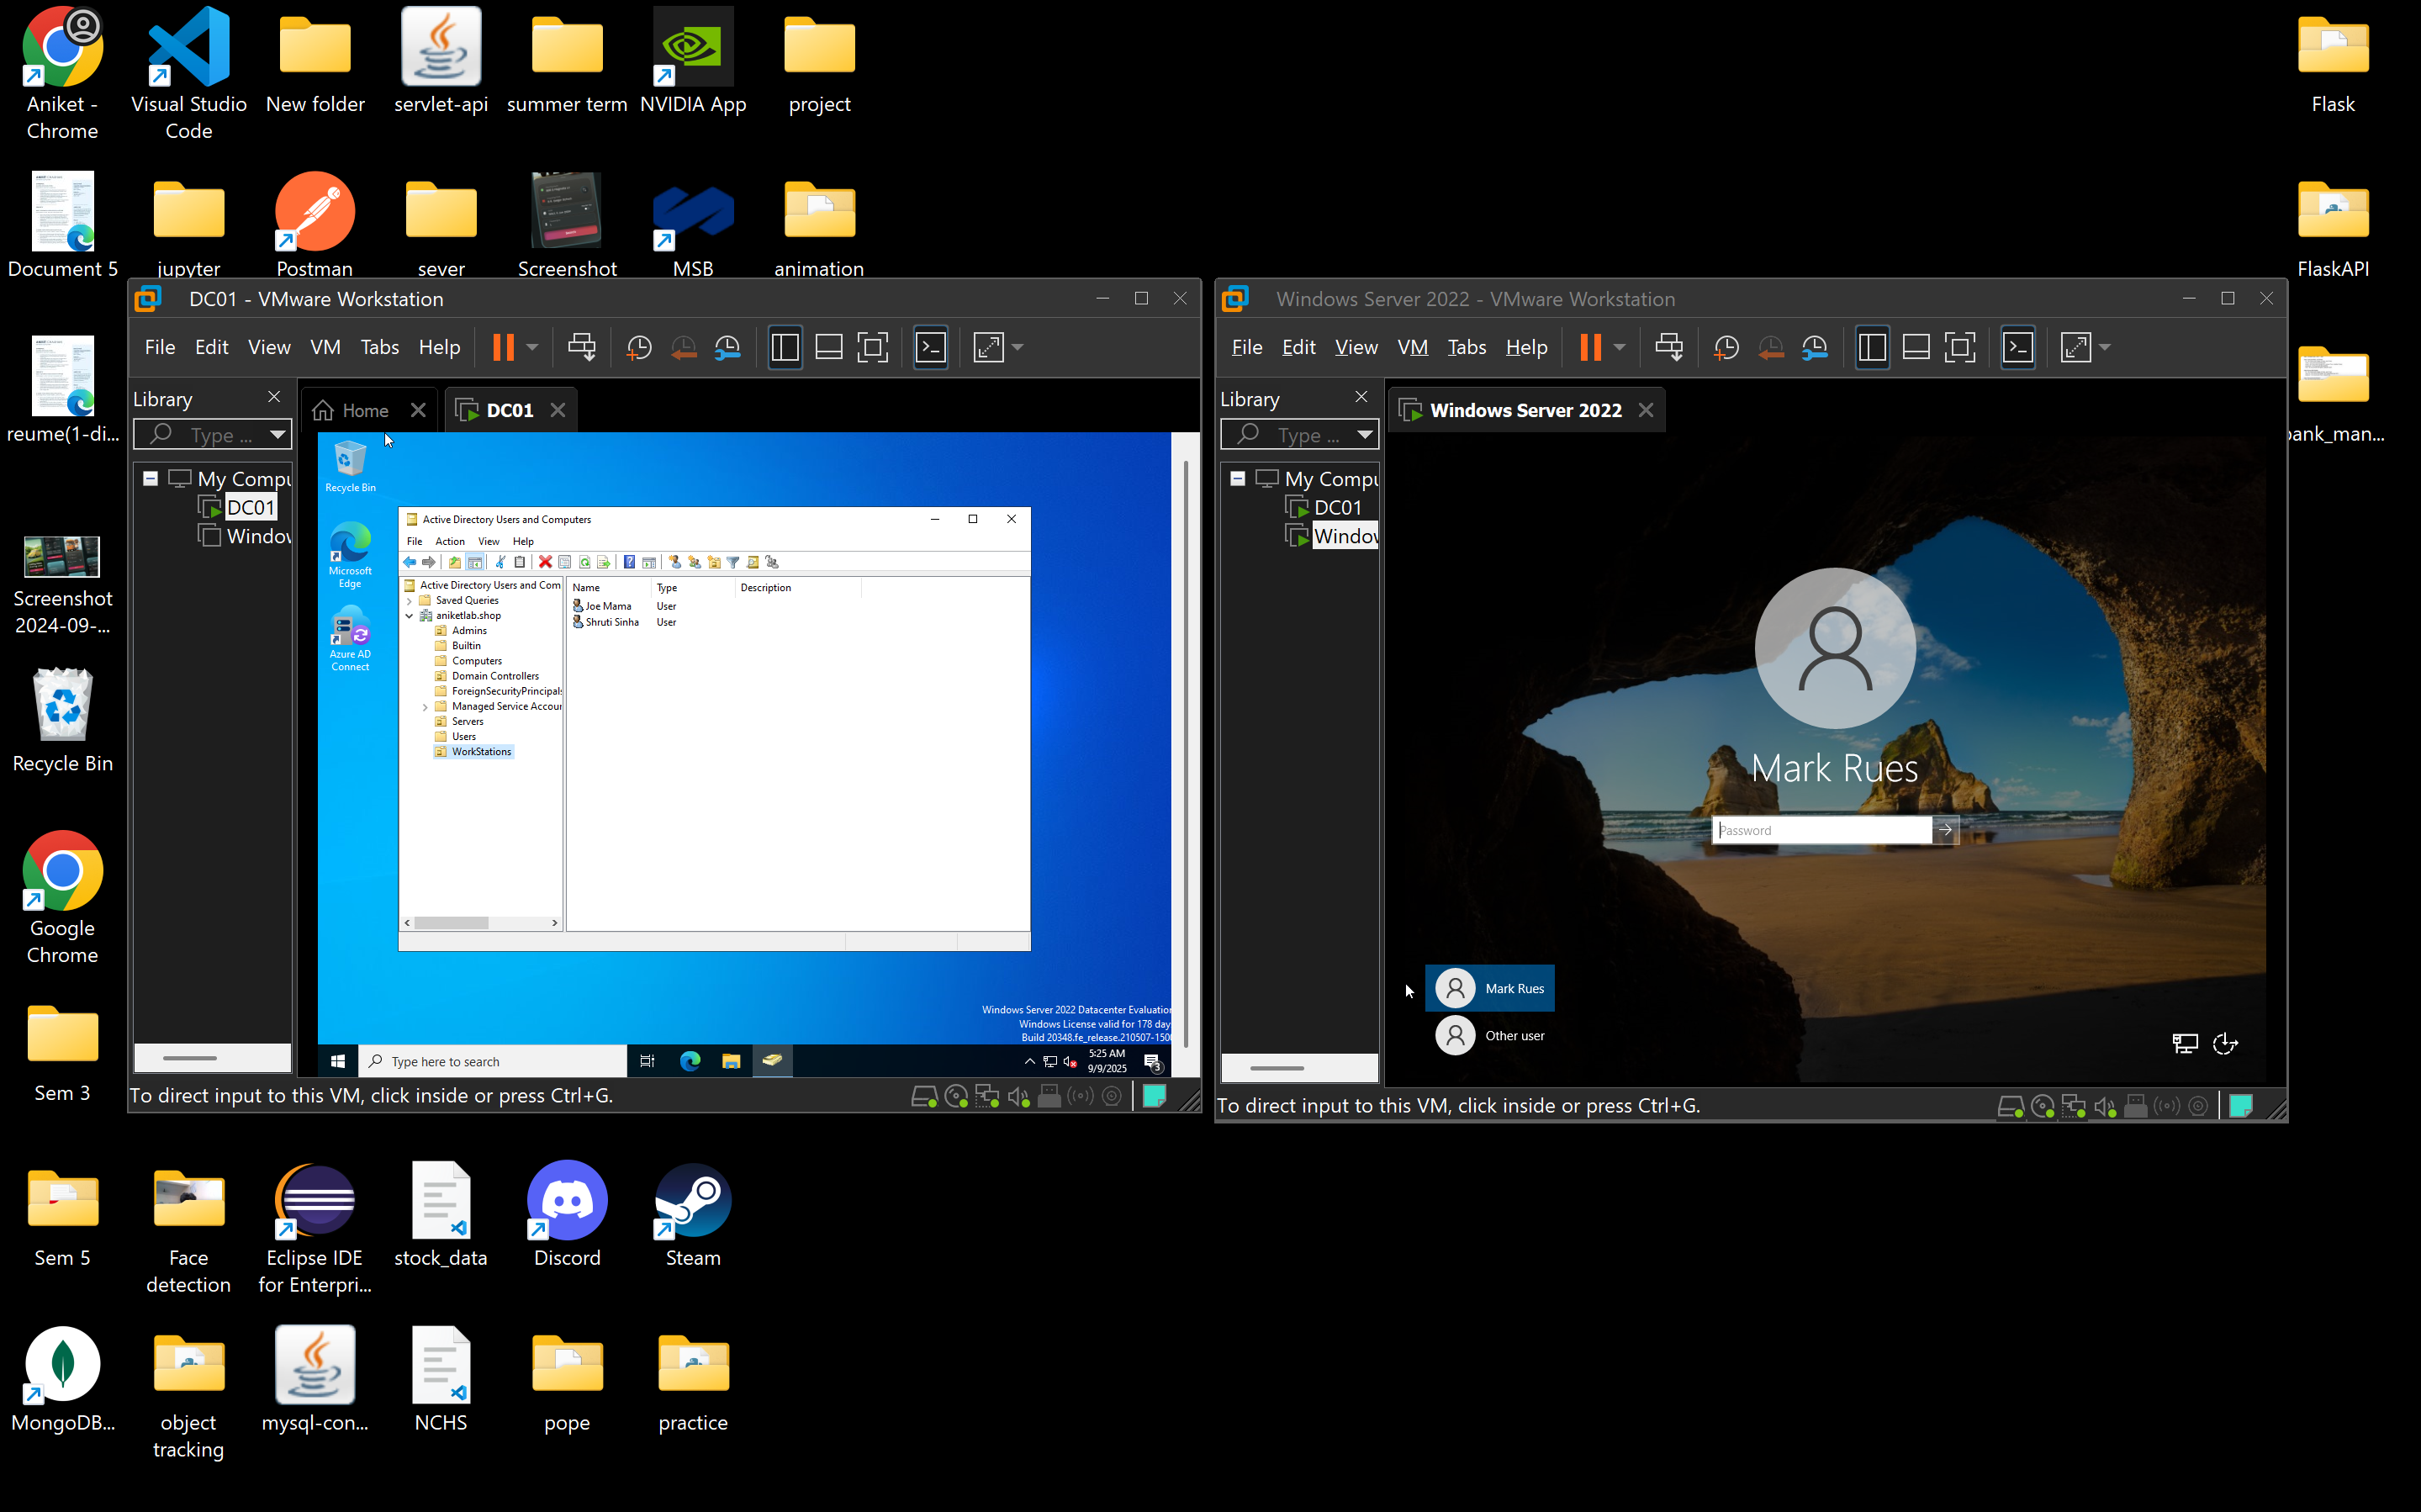 Aniket -
Chrome
Visual Studio
Code
New folder
servlet-api
summer term
NVIDIA App
project
Flask
Document 5
jupyter
Postman
sever
Screenshot
MSB
animation
FlaskAPI
reume(1-di...
bank_man...
Screenshot
2024-09-...
Recycle Bin
Google
Chrome
Sem 3
DC01 - VMware Workstation
File Edit View VM Tabs Help
Library
Type ...
Home
DC01
My Compu
DC01
Window
Recycle Bin
Microsoft
Edge
Azure AD
Connect
Active Directory Users and Computers
File Action View Help
Active Directory Users and Com
Saved Queries
aniketlab.shop
Admins
Builtin
Computers
Domain Controllers
ForeignSecurityPrincipals
Managed Service Accour
Servers
Users
WorkStations
Name Type Description
Joe Mama User
Shruti Sinha User
Windows Server 2022 Datacenter Evaluation
Windows License valid for 178 day
Build 20348.fe_release.210507-1500
Type here to search
5:25 AM
9/9/2025
3
To direct input to this VM, click inside or press Ctrl+G.
Windows Server 2022 - VMware Workstation
File Edit View VM Tabs Help
Library
Type ...
Windows Server 2022
My Compu
DC01
Window
Mark Rues
Password
Mark Rues
Other user
To direct input to this VM, click inside or press Ctrl+G.
Sem 5
Face
detection
Eclipse IDE
for Enterpri...
stock_data
Discord
Steam
MongoDB...
object
tracking
mysql-con...
NCHS
pope
practice